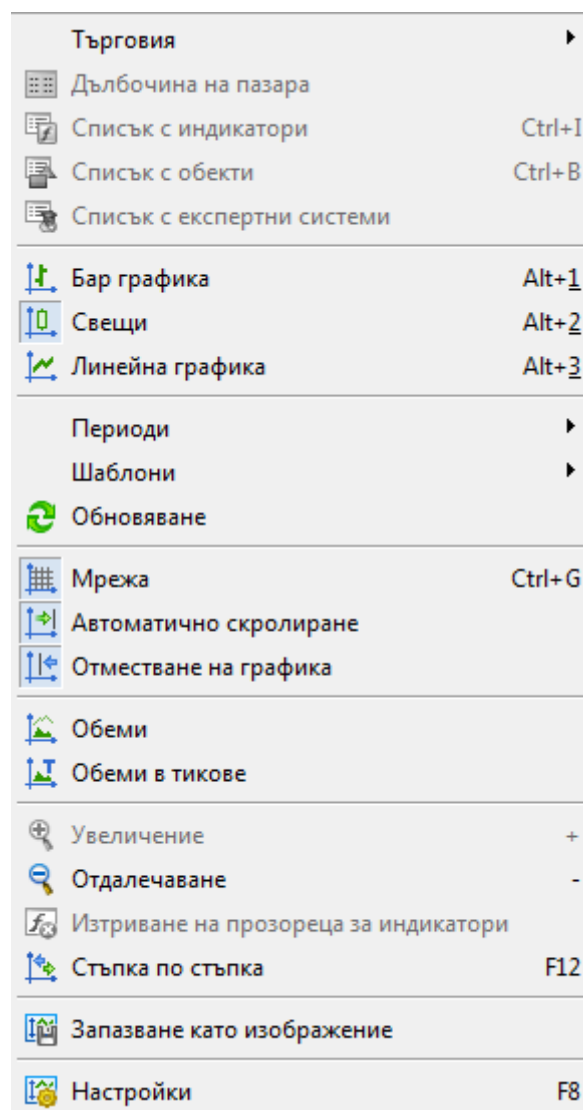 Търговия
Дълбочина на пазара
Списък с индикатори Ctrl+I
Списък с обекти Ctrl+B
Списък с експертни системи
Бар графика Alt+1
Свещи Alt+2
Линейна графика Alt+3
Периоди
Шаблони
Обновяване
Мрежа Ctrl+G
Автоматично скролиране
Отместване на графика
Обеми
Обеми в тикове
Увеличение +
Отдалечаване -
Изтриване на прозореца за индикатори
Стъпка по стъпка F12
Запазване като изображение
Настройки F8